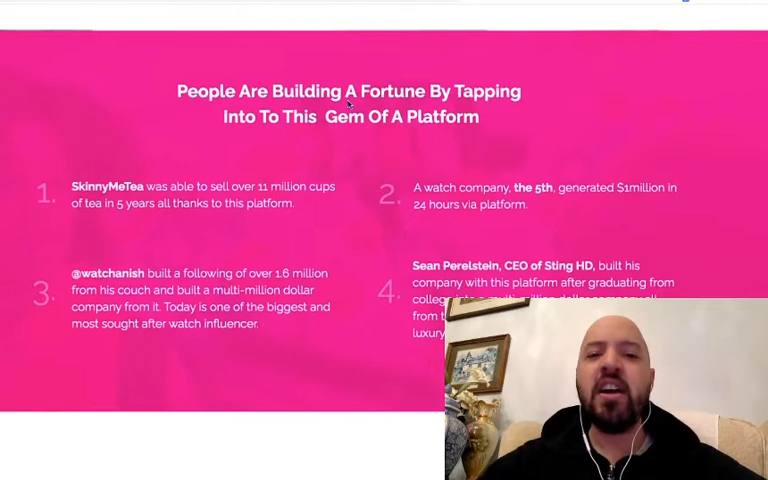 People Are Building A Fortune By Tapping
Into To This Gem Of A Platform
1.
SkinnyMeTea was able to sell over 11 million cups
of tea in 5 years all thanks to this platform.
2.
A watch company, the 5th, generated $1million in
24 hours via platform.
3.
@watchanish built a following of over 1.6 million
from his couch and built a multi-million dollar
company from it. Today is one of the biggest and
most sought after watch influencer.
4.
Sean Perelstein, CEO of Sting HD, built his
company with this platform after graduating from
from
luxury